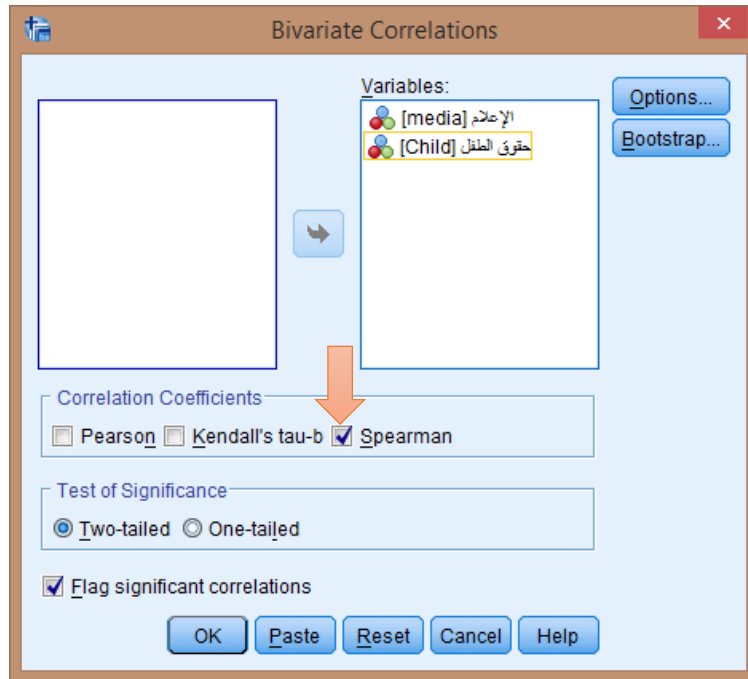 Bivariate Correlations
Variables:
الإعلام [media]
حقوق الطفل [Child]
Options...
Bootstrap...
Correlation Coefficients
Pearson Kendall's tau-b Spearman
Test of Significance
Two-tailed One-tailed
Flag significant correlations
OK Paste Reset Cancel Help